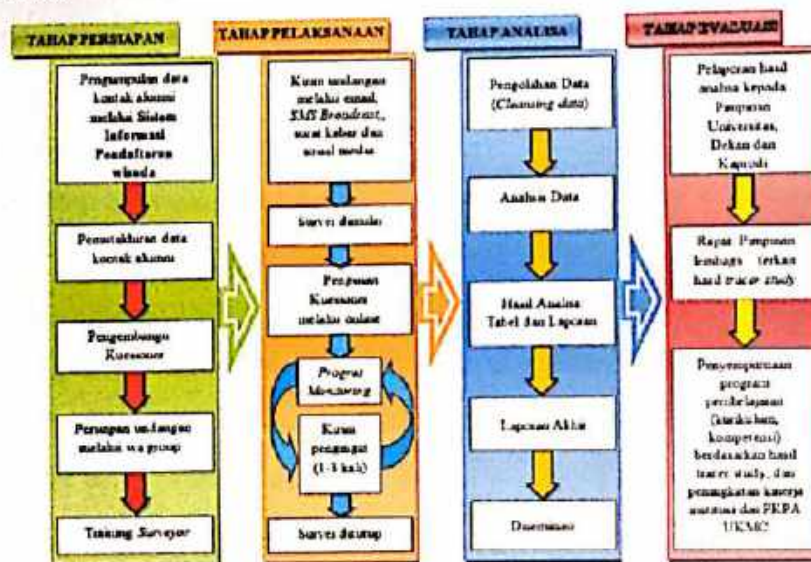 TAHAP PERSIAPAN
Pengumpulan data
kontak alumni
melalui Sistem
Informasi
Pendaftaran
wisuda
Pemutakhiran data
kontak alumni
Pengembangan
Kuesioner
undangan
melalui wa group
Training Surveyor
TAHAP PELAKSANAAN
Kirim undangan
melalui email,
SMS Broadcast,
surat kabar dan
sosial media
Survei dimulai
Pengisian
Kuesioner
melalui online
Prograt
Monitoring
Kirim
pengingat
(1-3 kali)
Survei ditutup
TAHAP ANALISA
Pengolahan Data
(Cleansing data)
Analisa Data
Hasil Analisa
Tabel dan Laporan
Laporan Akhir
TAHAP EVALUASI
Pelaporan hasil
analisa kepada
Pimpinan
Universitas,
Dekan dan
Kaprodi
Rapat Pimpinan
lembaga terkait
hasil tracer study
Penyempurnaan
program
pembelajaran
(kurikulum,
kompetensi)
berdasarkan hasil
tracer study, dan
peningkatan kinerja
institusi dan PKPA
UKMC